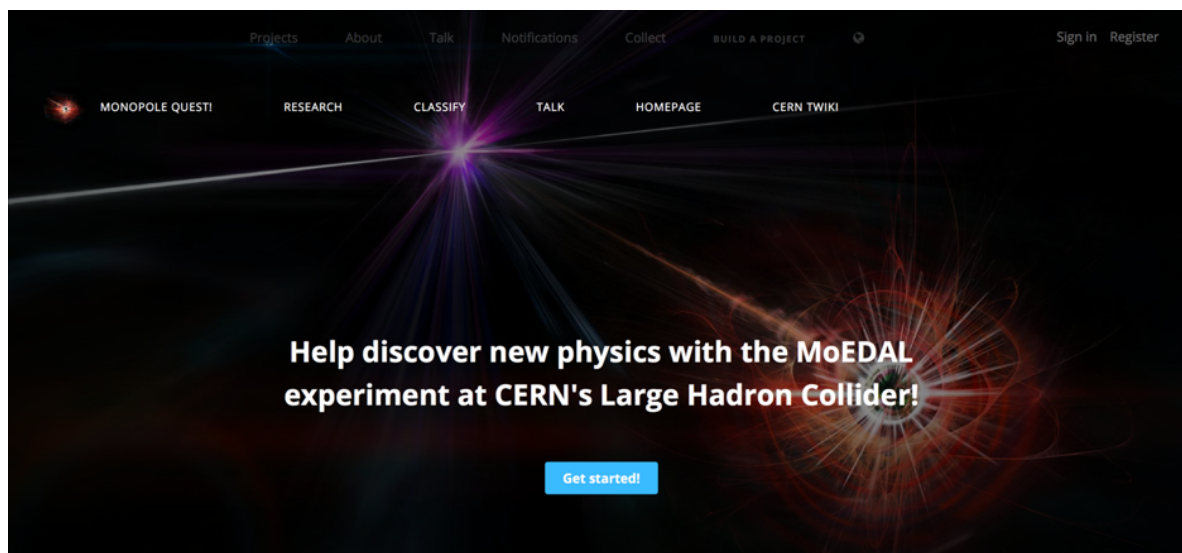 Projects About Talk Notifications Collect BUILD A PROJECT Sign in Register
MONOPOLE QUEST! RESEARCH CLASSIFY TALK HOMEPAGE CERN TWIKI
Help discover new physics with the MoEDAL
experiment at CERN's Large Hadron Collider!
Get started!